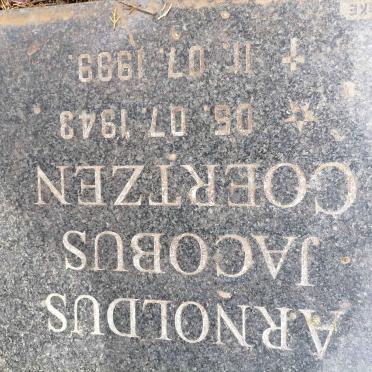 ARNOLDUS
JACOBUS
COERTZEN
05. 07. 1943
† 11. 07. 1999